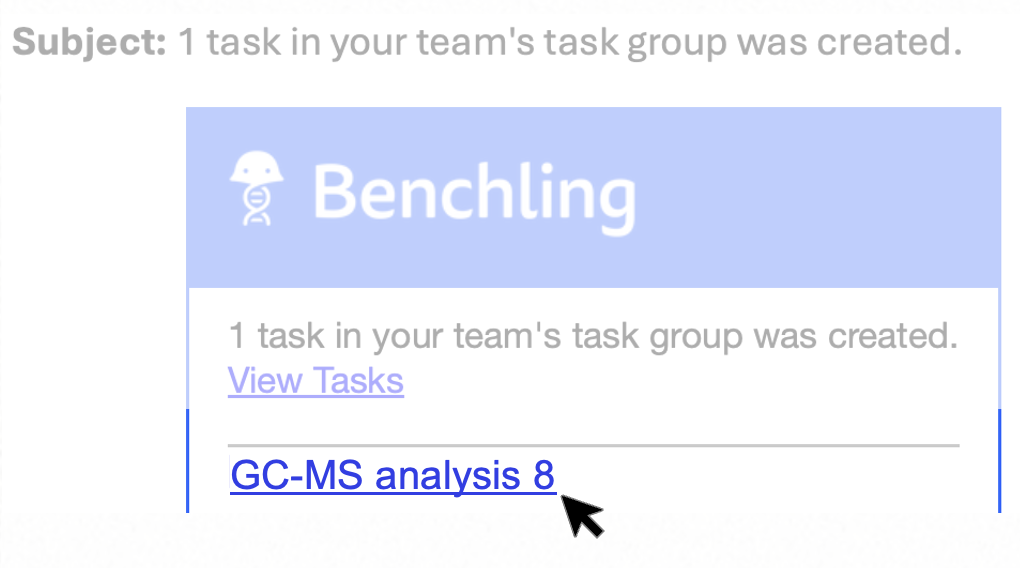 Subject: 1 task in your team's task group was created.
Benchling
1 task in your team's task group was created.
View Tasks
GC-MS analysis 8